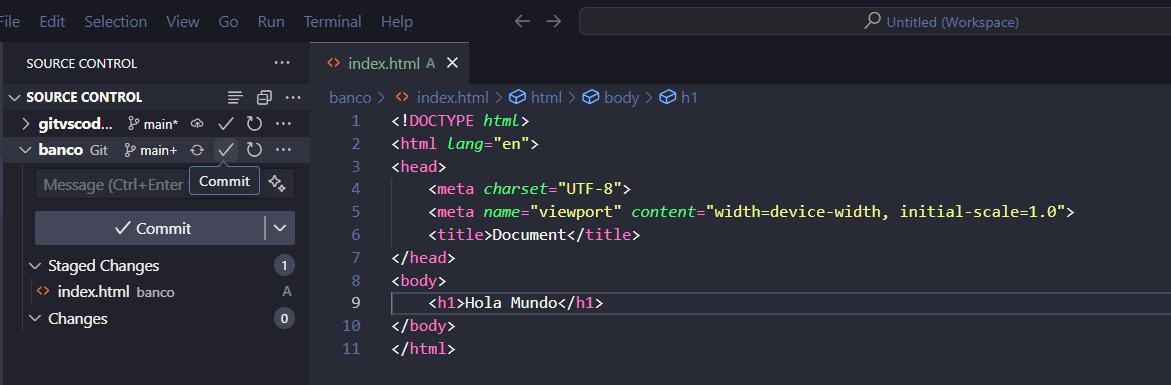 File Edit Selection View Go Run Terminal Help Untitled (Workspace)
SOURCE CONTROL ...
index.html A
SOURCE CONTROL ...
gitvscod... main* ...
banco Git main+ ...
Message (Ctrl+Enter
Commit
Commit
Staged Changes 1
index.html banco A
Changes 0
banco > index.html > html > body > h1
1 <!DOCTYPE html>
2 <html lang="en">
3 <head>
4 <meta charset="UTF-8">
5 <meta name="viewport" content="width=device-width, initial-scale=1.0">
6 <title>Document</title>
7 </head>
8 <body>
9 <h1>Hola Mundo</h1>
10 </body>
11 </html>